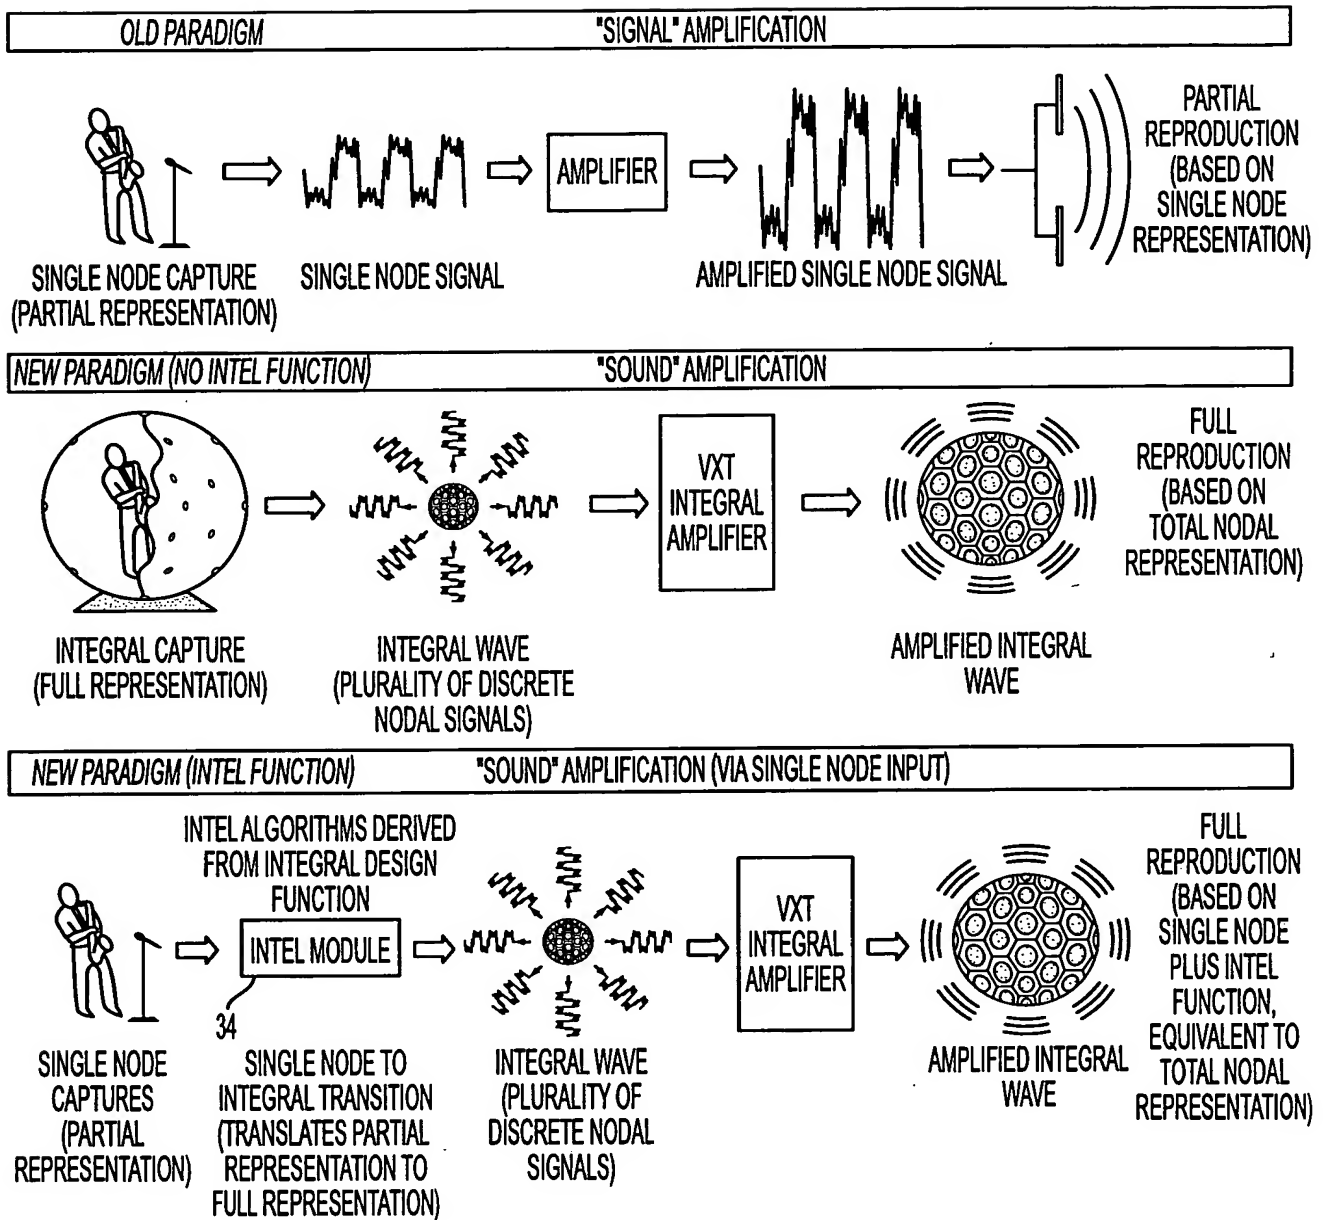 OLD PARADIGM
"SIGNAL" AMPLIFICATION
SINGLE NODE CAPTURE
(PARTIAL REPRESENTATION)
SINGLE NODE SIGNAL
AMPLIFIER
AMPLIFIED SINGLE NODE SIGNAL
PARTIAL
REPRODUCTION
(BASED ON
SINGLE NODE
REPRESENTATION)
NEW PARADIGM (NO INTEL FUNCTION)
"SOUND" AMPLIFICATION
INTEGRAL CAPTURE
(FULL REPRESENTATION)
INTEGRAL WAVE
(PLURALITY OF DISCRETE
NODAL SIGNALS)
VXT
INTEGRAL
AMPLIFIER
AMPLIFIED INTEGRAL
WAVE
FULL
REPRODUCTION
(BASED ON
TOTAL NODAL
REPRESENTATION)
NEW PARADIGM (INTEL FUNCTION)
"SOUND" AMPLIFICATION (VIA SINGLE NODE INPUT)
SINGLE NODE
CAPTURES
(PARTIAL
REPRESENTATION)
INTEL ALGORITHMS DERIVED
FROM INTEGRAL DESIGN
FUNCTION
INTEL MODULE
34
SINGLE NODE TO
INTEGRAL TRANSITION
(TRANSLATES PARTIAL
REPRESENTATION TO
FULL REPRESENTATION)
INTEGRAL WAVE
(PLURALITY OF
DISCRETE NODAL
SIGNALS)
VXT
INTEGRAL
AMPLIFIER
AMPLIFIED INTEGRAL
WAVE
FULL
REPRODUCTION
(BASED ON
SINGLE NODE
PLUS INTEL
FUNCTION,
EQUIVALENT TO
TOTAL NODAL
REPRESENTATION)